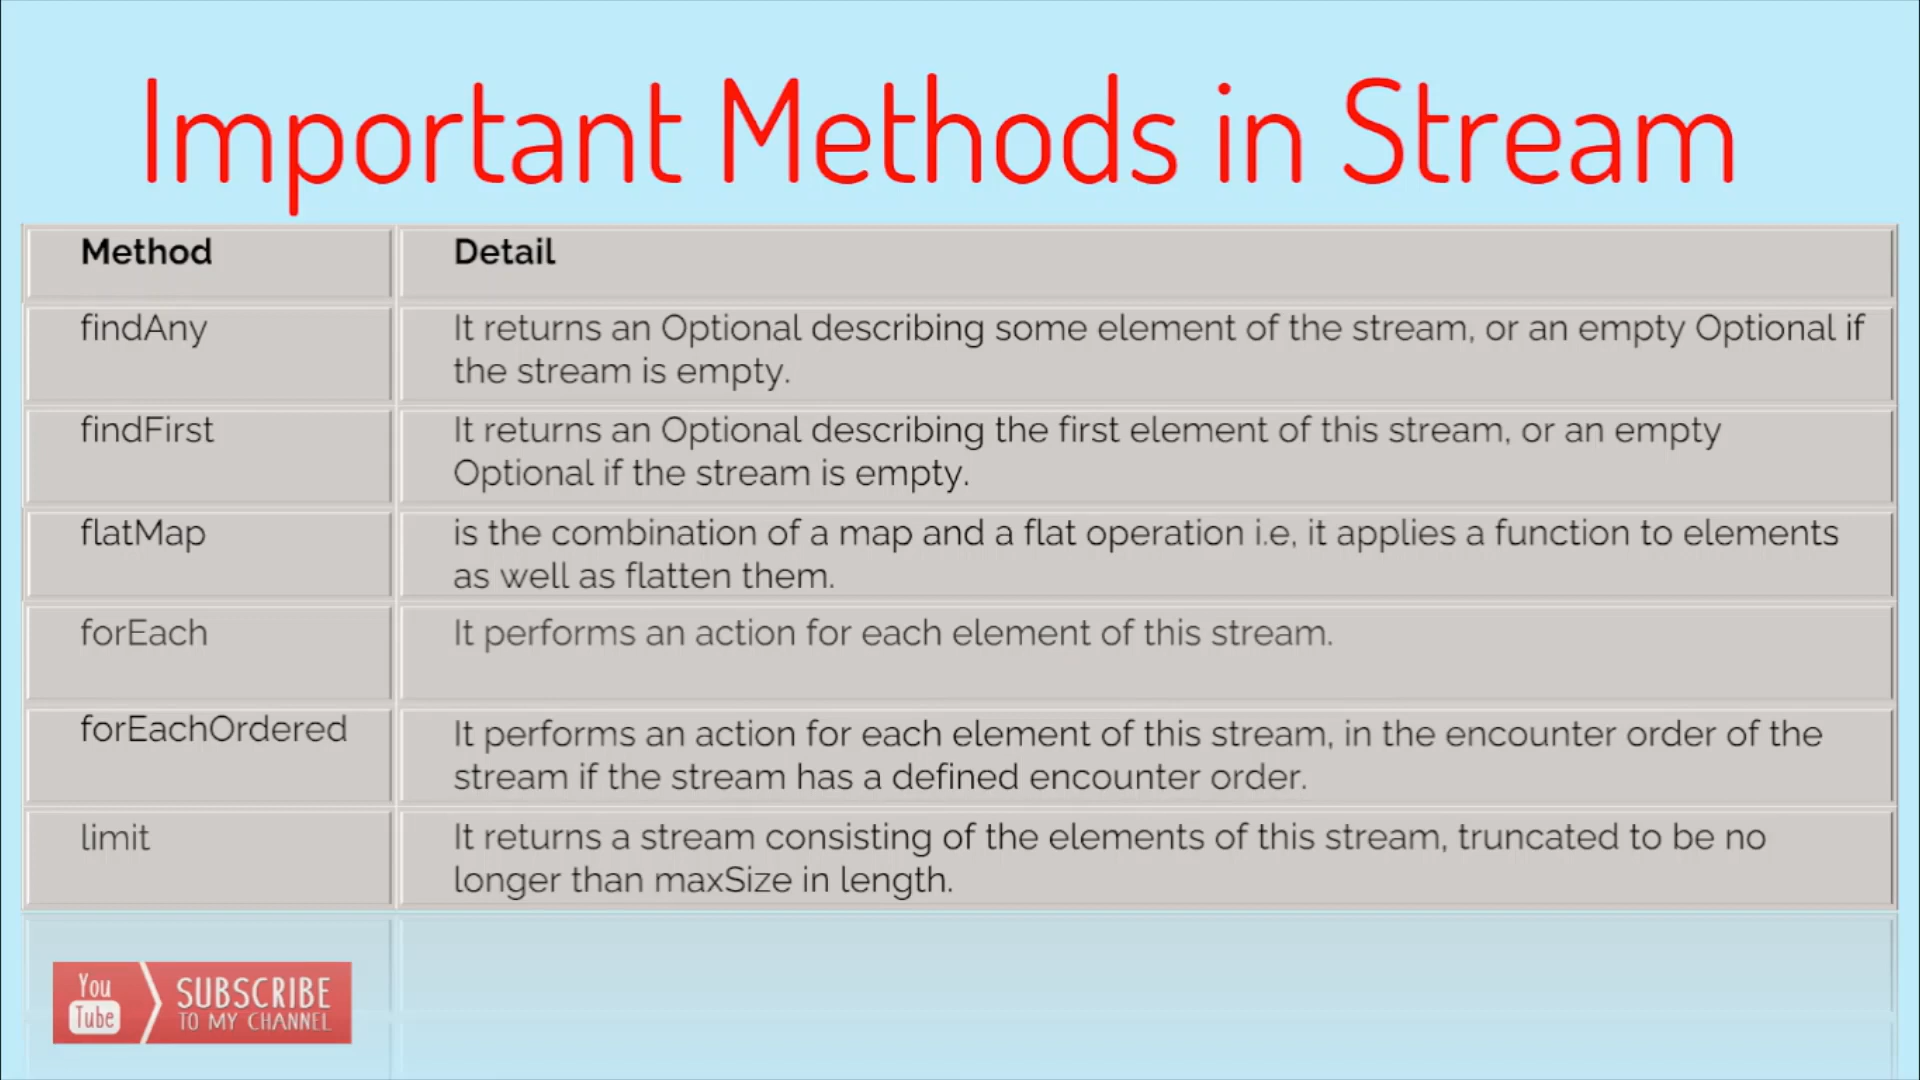 Important Methods in Stream
Method
Detail
findAny
It returns an Optional describing some element of the stream, or an empty Optional if
the stream is empty.
findFirst
It returns an Optional describing the first element of this stream, or an empty
Optional if the stream is empty.
flatMap
is the combination of a map and a flat operation i.e, it applies a function to elements
as well as flatten them.
forEach
It performs an action for each element of this stream.
forEachOrdered
It performs an action for each element of this stream, in the encounter order of the
stream if the stream has a defined encounter order.
limit
It returns a stream consisting of the elements of this stream, truncated to be no
longer than maxSize in length.
You
Tube
SUBSCRIBE
TO MY CHANNEL